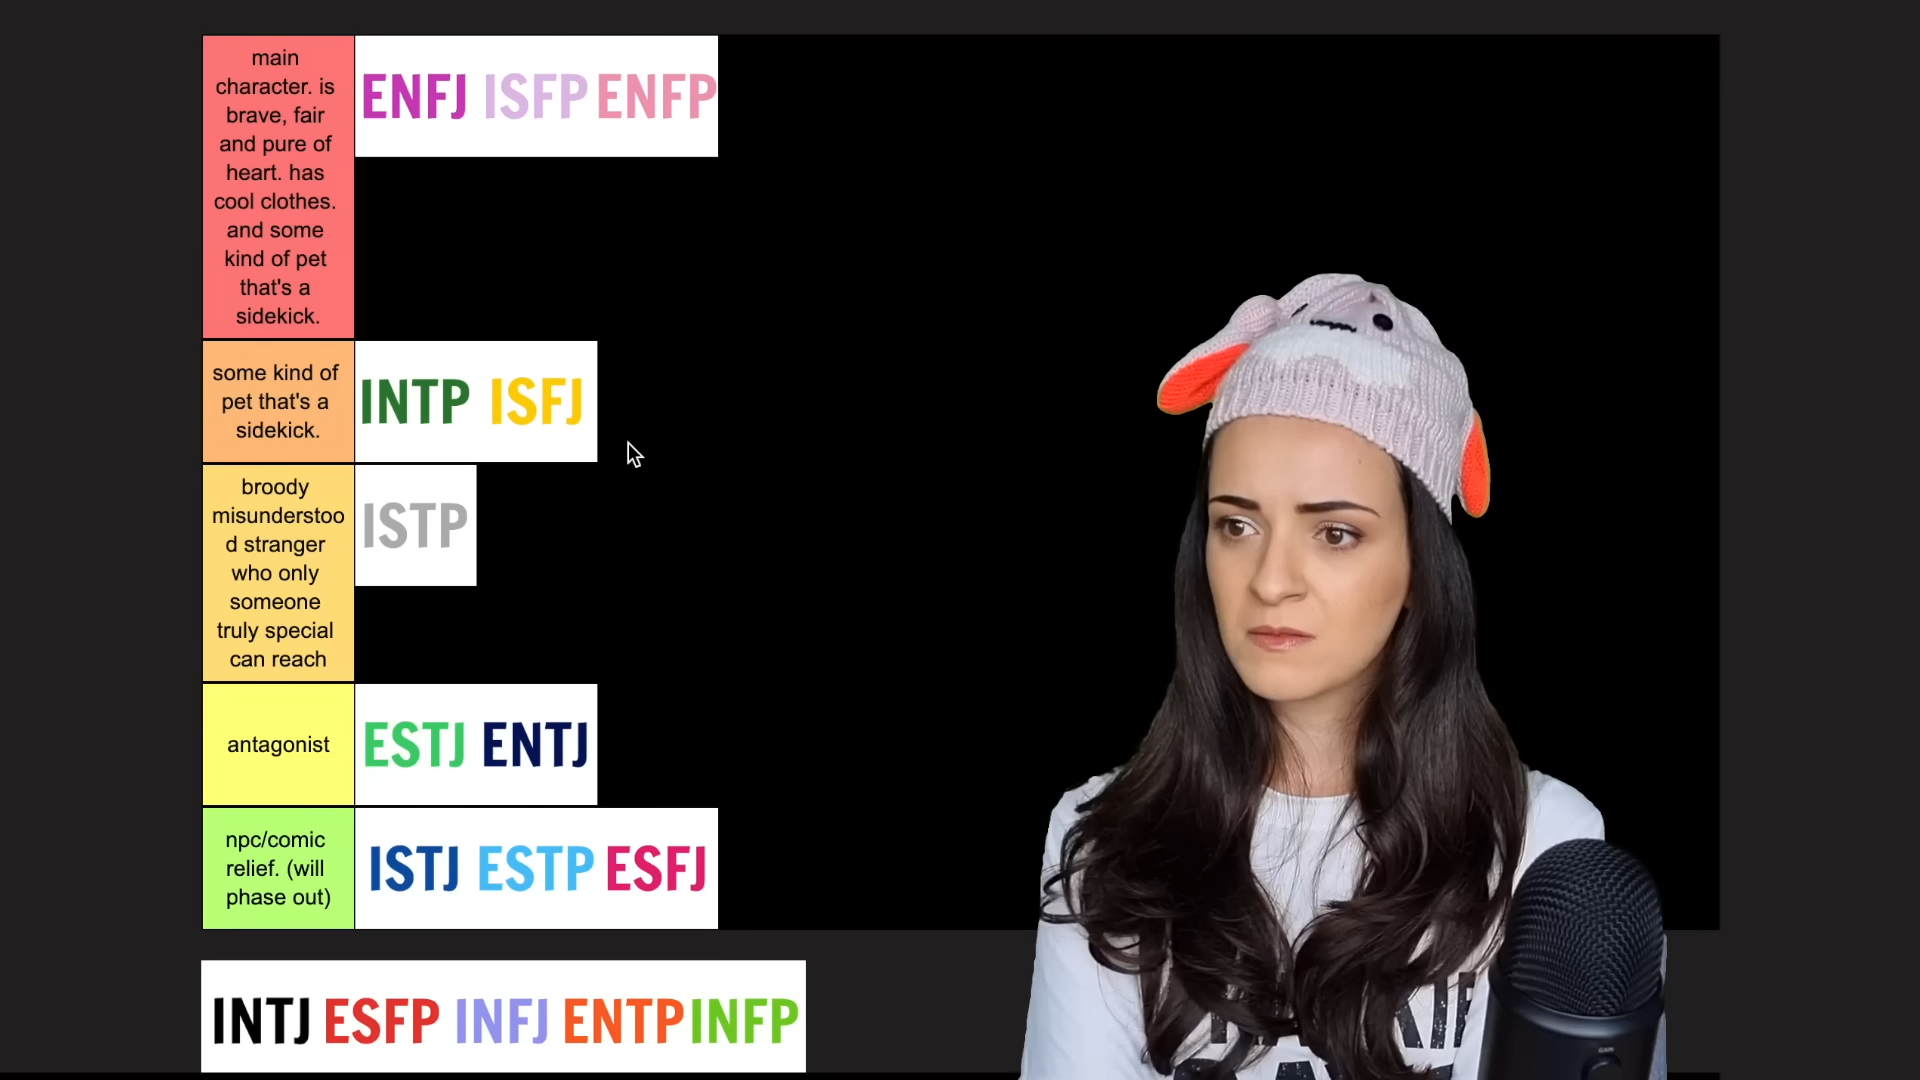 main
character. is
brave, fair
and pure of
heart. has
cool clothes.
and some
kind of pet
that's a
sidekick.
ENFJ ISFP ENFP
some kind of
pet that's a
sidekick.
INTP ISFJ
broody
misunderstoo
d stranger
who only
someone
truly special
can reach
ISTP
antagonist
ESTJ ENTJ
npc/comic
relief. (will
phase out)
ISTJ ESTP ESFJ
INTJ ESFP INFJ ENTP INFP
GAIN